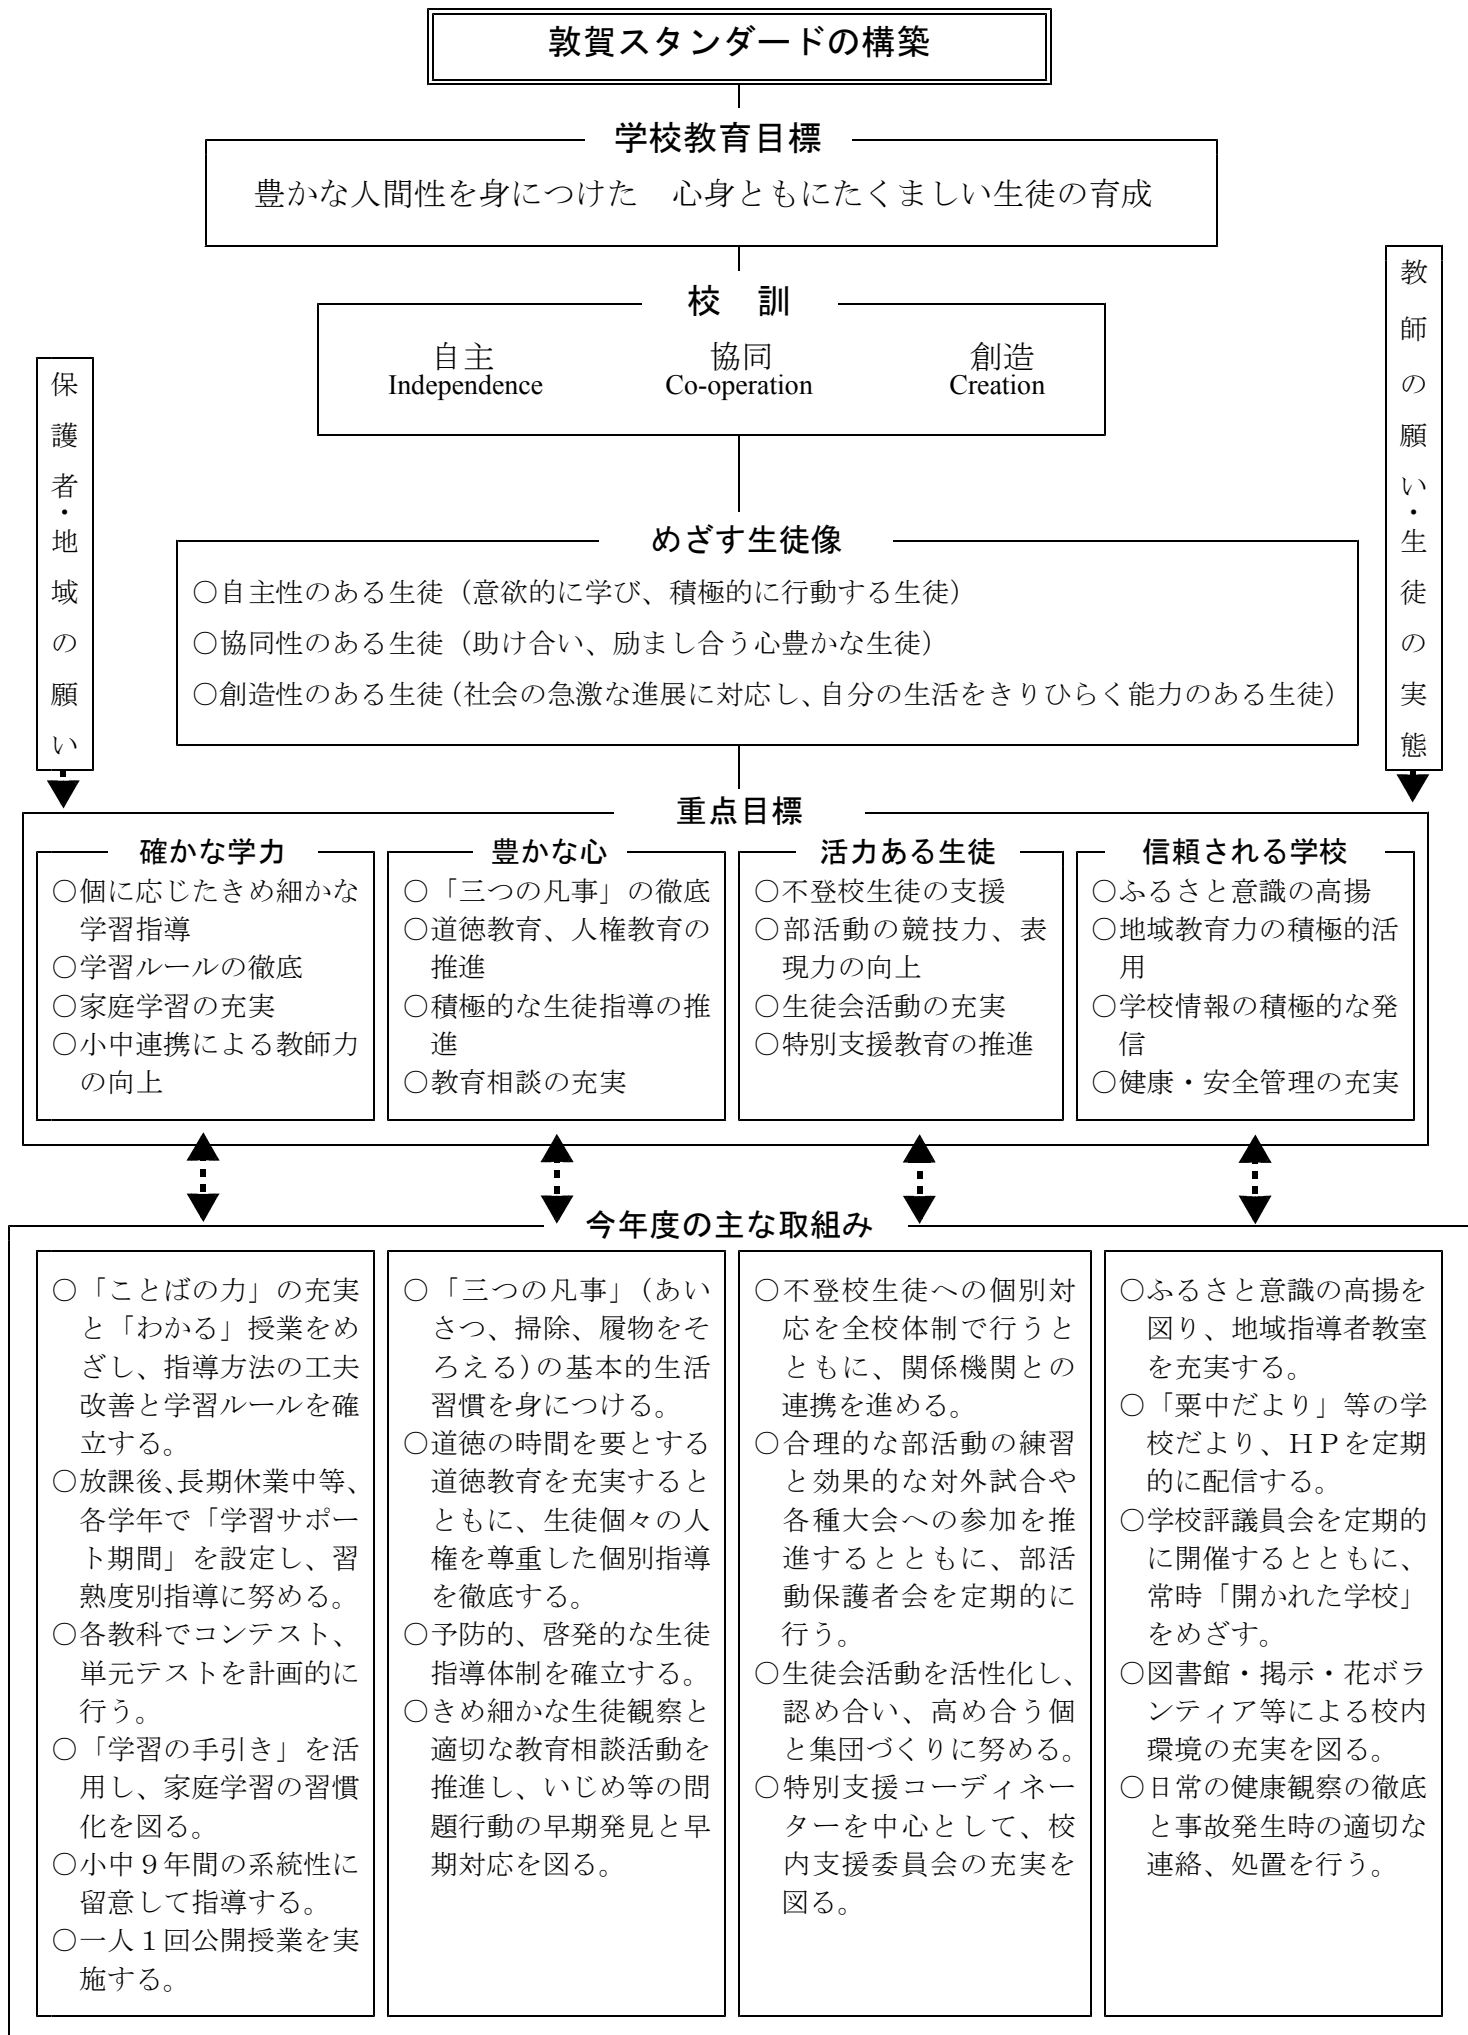 敦賀スタンダードの構築
学校教育目標
豊かな人間性を身につけた　心身ともにたくましい生徒の育成
校　訓
自主　協同　創造
Independence　Co-operation　Creation
保護者・地域の願い
教師の願い・生徒の実態
めざす生徒像
○自主性のある生徒（意欲的に学び、積極的に行動する生徒）
○協同性のある生徒（助け合い、励まし合う心豊かな生徒）
○創造性のある生徒（社会の急激な進展に対応し、自分の生活をきりひらく能力のある生徒）
重点目標
確かな学力
○個に応じたきめ細かな
学習指導
○学習ルールの徹底
○家庭学習の充実
○小中連携による教師力
の向上
豊かな心
○「三つの凡事」の徹底
○道徳教育、人権教育の
推進
○積極的な生徒指導の推
進
○教育相談の充実
活力ある生徒
○不登校生徒の支援
○部活動の競技力、表
現力の向上
○生徒会活動の充実
○特別支援教育の推進
信頼される学校
○ふるさと意識の高揚
○地域教育力の積極的活
用
○学校情報の積極的な発
信
○健康・安全管理の充実
今年度の主な取組み
○「ことばの力」の充実
と「わかる」授業をめ
ざし、指導方法の工夫
改善と学習ルールを確
立する。
○放課後、長期休業中等、
各学年で「学習サポー
ト期間」を設定し、習
熟度別指導に努める。
○各教科でコンテスト、
単元テストを計画的に
行う。
○「学習の手引き」を活
用し、家庭学習の習慣
化を図る。
○小中９年間の系統性に
留意して指導する。
○一人１回公開授業を実
施する。
○「三つの凡事」（あい
さつ、掃除、履物をそ
ろえる）の基本的生活
習慣を身につける。
○道徳の時間を要とする
道徳教育を充実すると
ともに、生徒個々の人
権を尊重した個別指導
を徹底する。
○予防的、啓発的な生徒
指導体制を確立する。
○きめ細かな生徒観察と
適切な教育相談活動を
推進し、いじめ等の問
題行動の早期発見と早
期対応を図る。
○不登校生徒への個別対
応を全校体制で行うと
ともに、関係機関との
連携を進める。
○合理的な部活動の練習
と効果的な対外試合や
各種大会への参加を推
進するとともに、部活
動保護者会を定期的に
行う。
○生徒会活動を活性化し、
認め合い、高め合う個
と集団づくりに努める。
○特別支援コーディネー
ターを中心として、校
内支援委員会の充実を
図る。
○ふるさと意識の高揚を
図り、地域指導者教室
を充実する。
○「粟中だより」等の学
校だより、ＨＰを定期
的に配信する。
○学校評議員会を定期的
に開催するとともに、
常時「開かれた学校」
をめざす。
○図書館・掲示・花ボラ
ンティア等による校内
環境の充実を図る。
○日常の健康観察の徹底
と事故発生時の適切な
連絡、処置を行う。